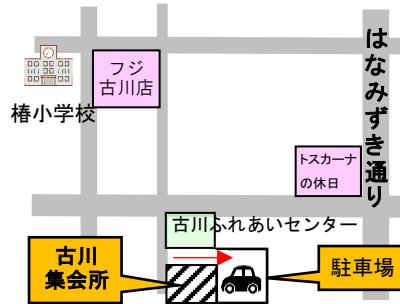 フジ
古川店
椿小学校
はなみずき通り
トスカーナ
の休日
古川ふれあいセンター
古川
集会所
駐車場